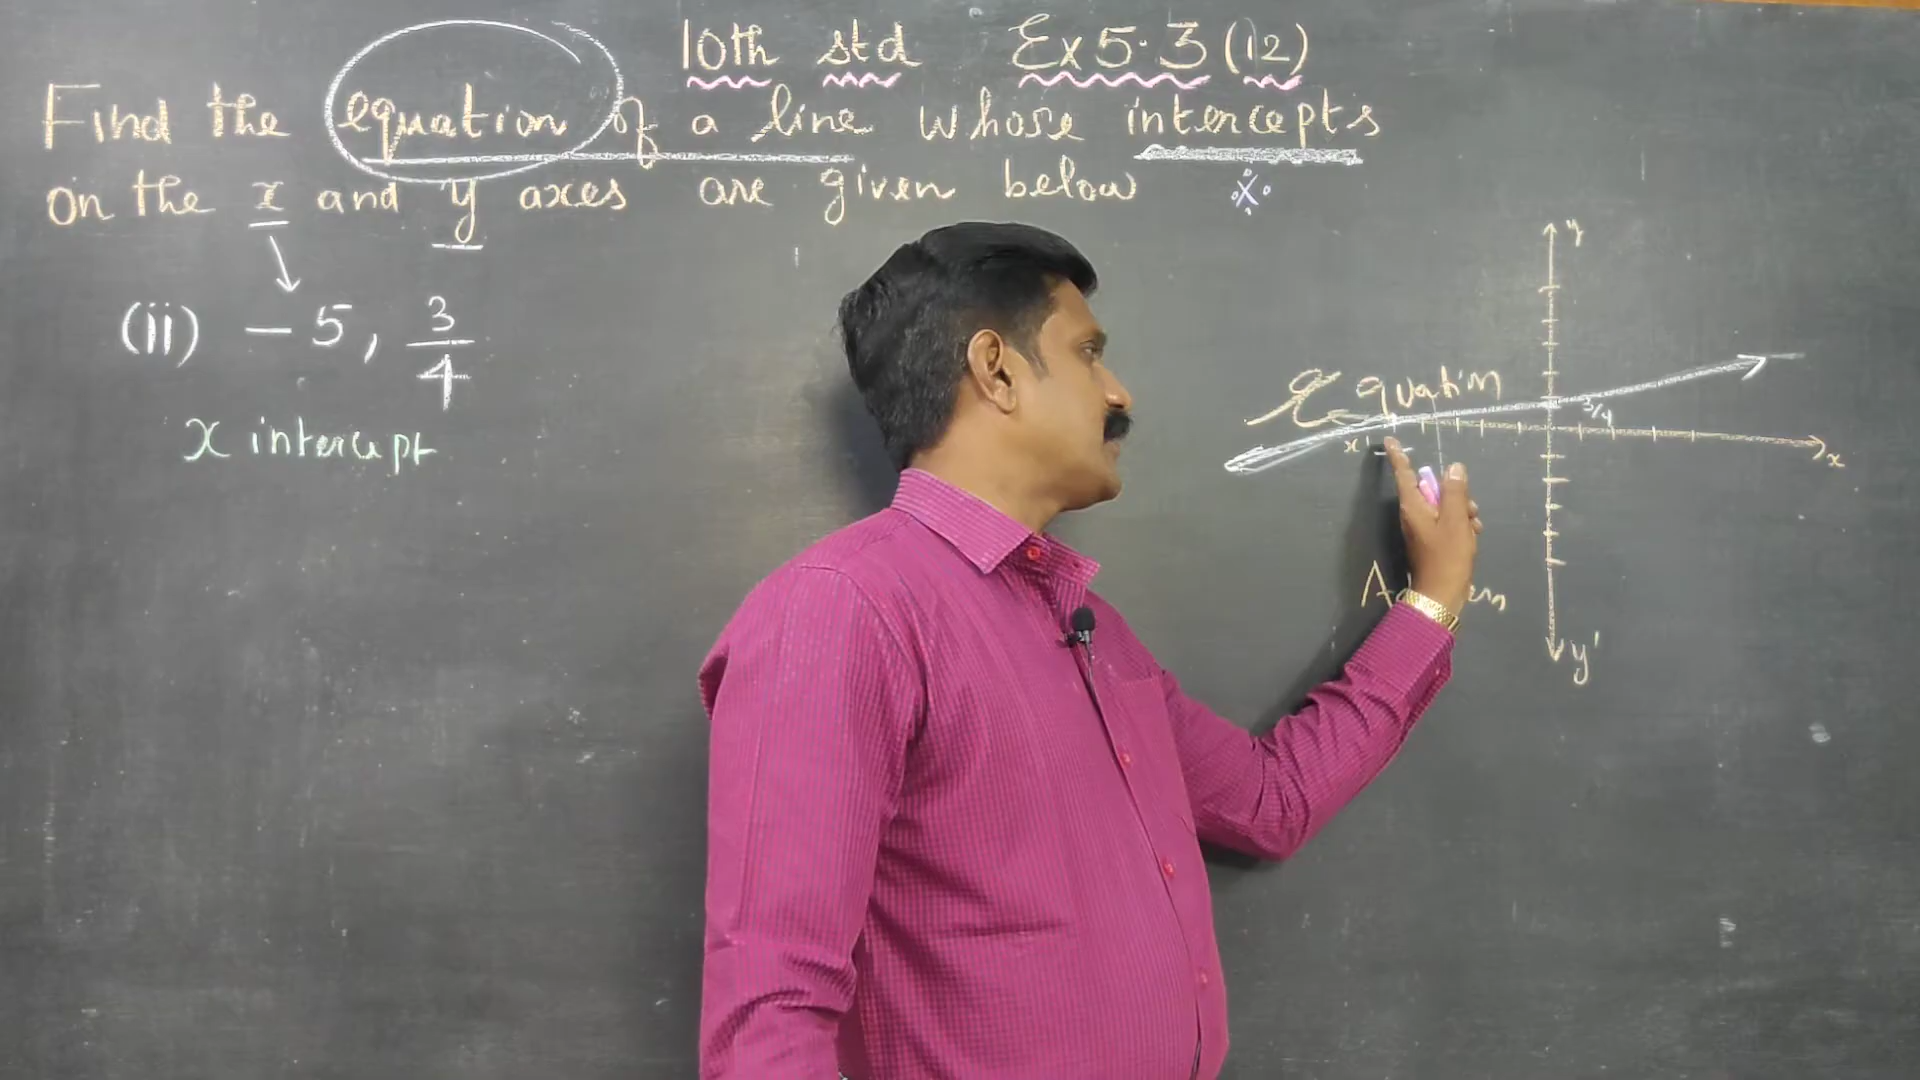 10th std Ex 5.3 (12)
Find the equation of a line whose intercepts
on the x and y axes are given below
(ii) - 5, 3/4
x intercept
y
Equation
3/4
x'
x
y'